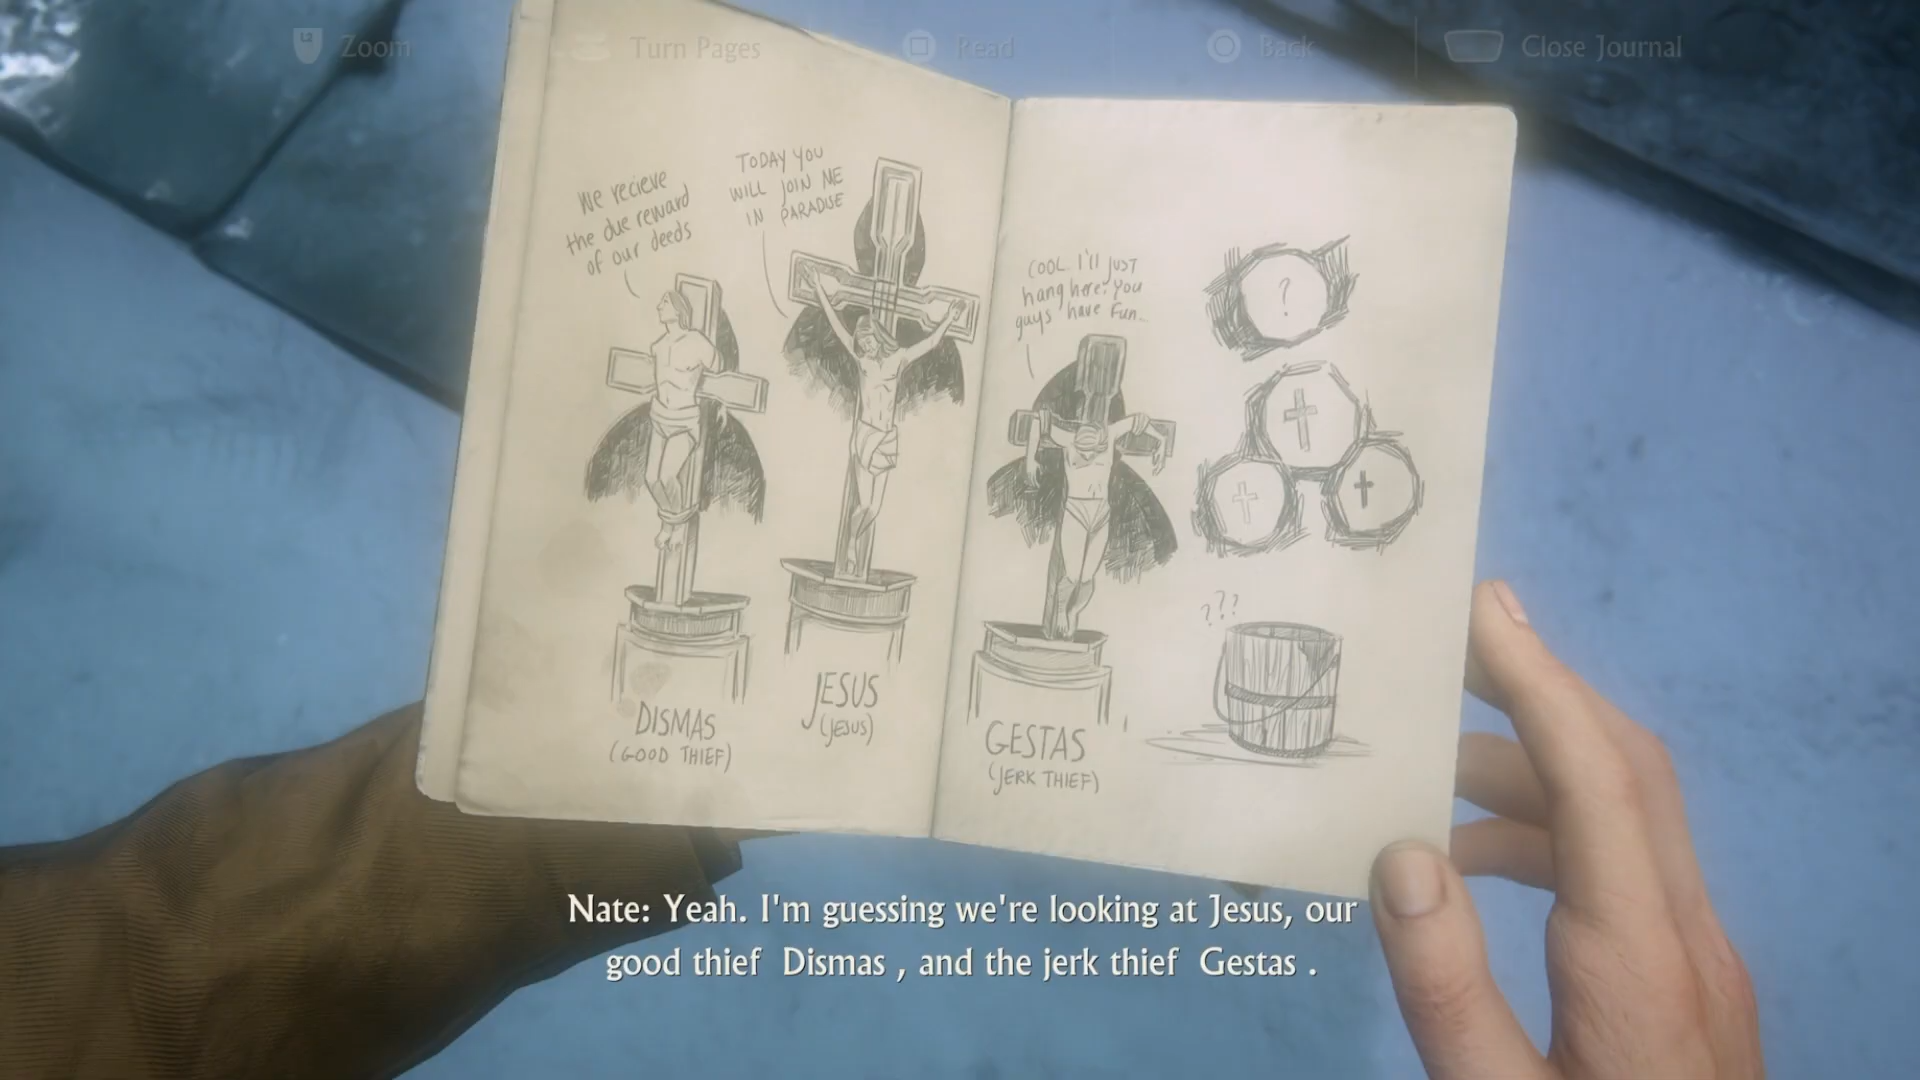 L2 Zoom
Turn Pages
Read
Back
Close Journal
We recieve
the due reward
of our deeds
TODAY YOU
WILL JOIN ME
IN PARADISE
DISMAS
(GOOD THIEF)
JESUS
(JESUS)
COOL. I'll JUST
hang here. You
guys have Fun...
GESTAS
(JERK THIEF)
?
???
Nate: Yeah. I'm guessing we're looking at Jesus, our
good thief Dismas , and the jerk thief Gestas .